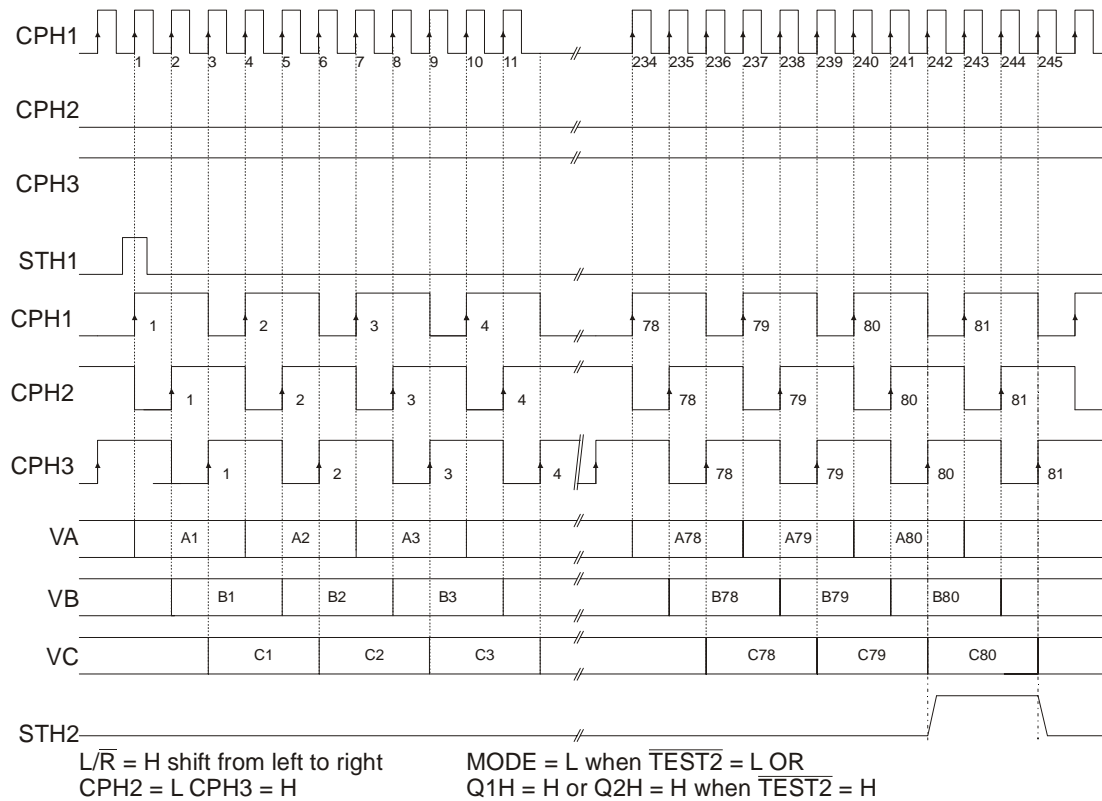 CPH1
1 2 3 4 5 6 7 8 9 10 11 234 235 236 237 238 239 240 241 242 243 244 245
CPH2
CPH3
STH1
CPH1 1 2 3 4 78 79 80 81
CPH2 1 2 3 4 78 79 80 81
CPH3 1 2 3 4 78 79 80 81
VA A1 A2 A3 A78 A79 A80
VB B1 B2 B3 B78 B79 B80
VC C1 C2 C3 C78 C79 C80
STH2
L/R̅ = H shift from left to right MODE = L when T̅E̅S̅T̅2̅ = L OR
CPH2 = L CPH3 = H Q1H = H or Q2H = H when T̅E̅S̅T̅2̅ = H